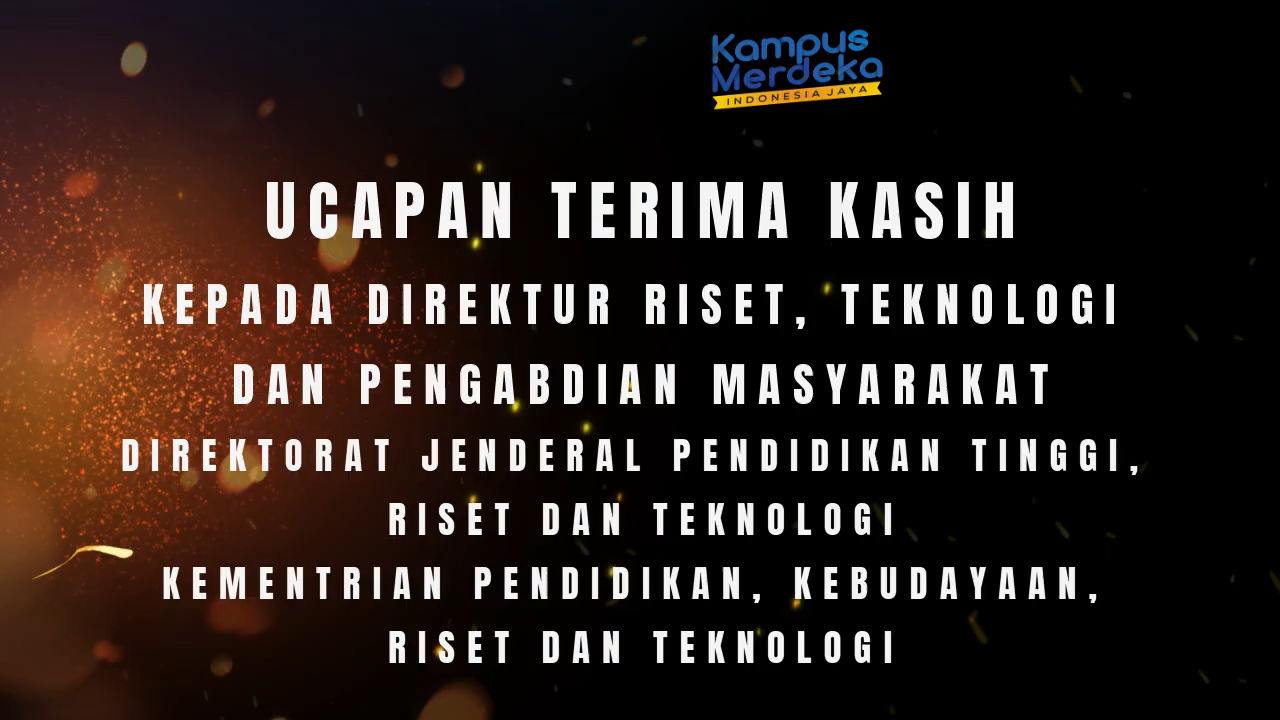 Kampus
Merdeka
INDONESIA JAYA
UCAPAN TERIMA KASIH
KEPADA DIREKTUR RISET, TEKNOLOGI
DAN PENGABDIAN MASYARAKAT
DIREKTORAT JENDERAL PENDIDIKAN TINGGI,
RISET DAN TEKNOLOGI
KEMENTRIAN PENDIDIKAN, KEBUDAYAAN,
RISET DAN TEKNOLOGI